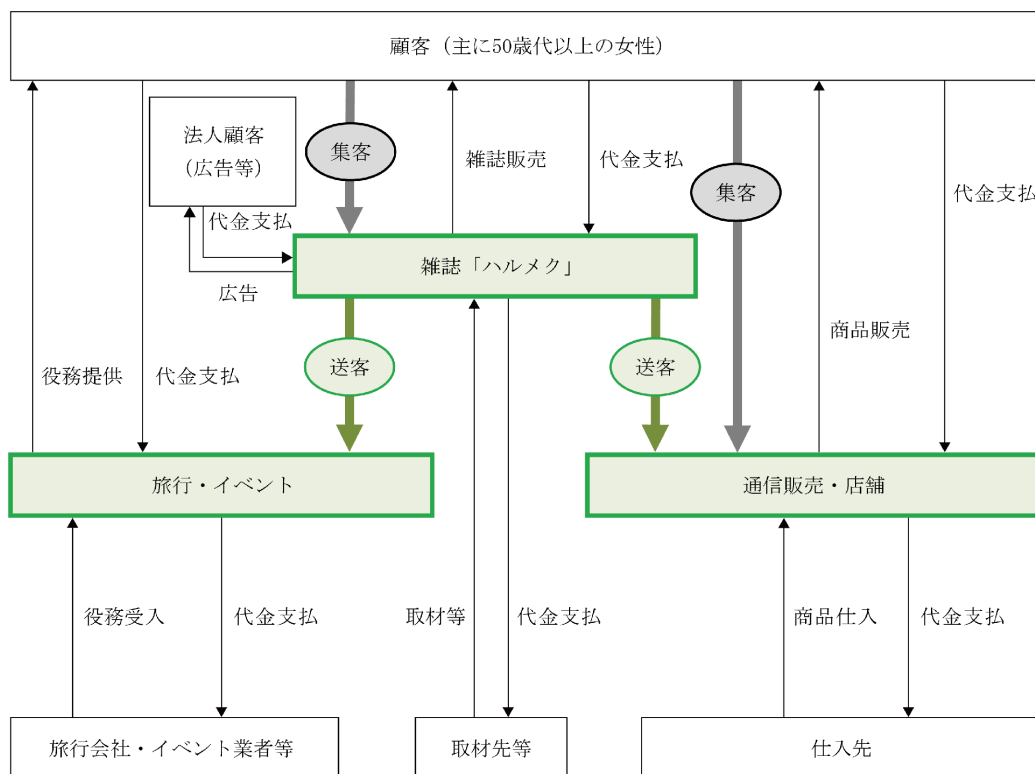 顧客（主に50歳代以上の女性）
法人顧客
（広告等）
集客
雑誌販売
代金支払
集客
代金支払
代金支払
雑誌「ハルメク」
広告
送客
送客
商品販売
役務提供
代金支払
旅行・イベント
通信販売・店舗
役務受入
代金支払
取材等
代金支払
商品仕入
代金支払
旅行会社・イベント業者等
取材先等
仕入先